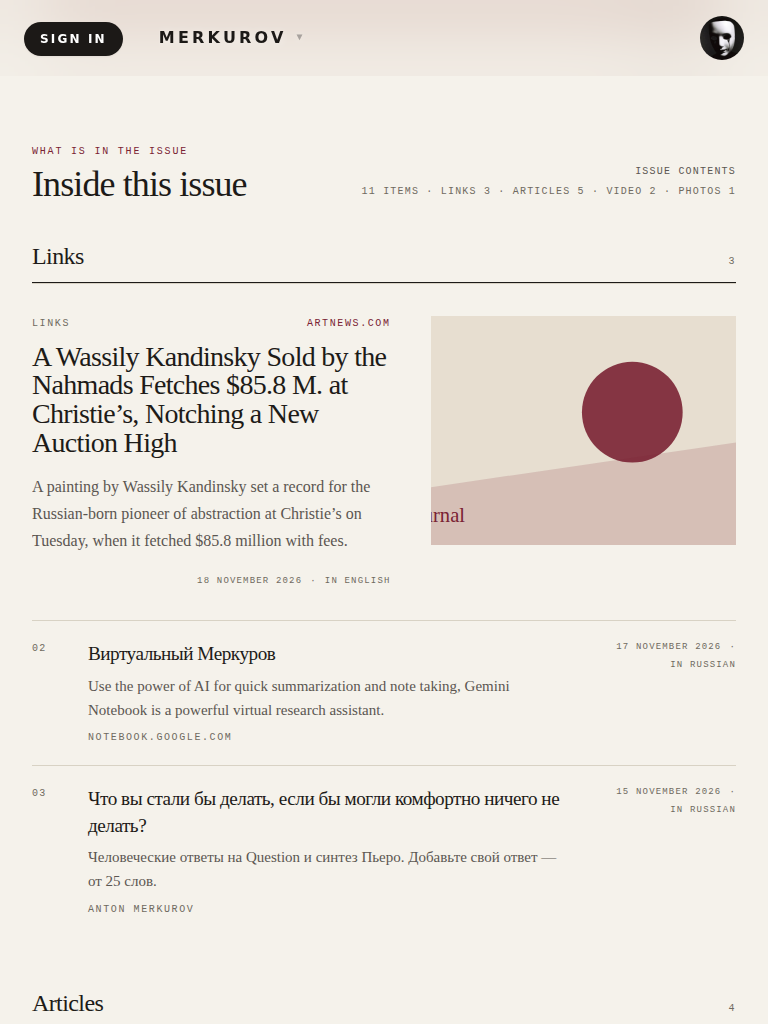 SIGN IN
MERKUROV ▼
WHAT IS IN THE ISSUE
Inside this issue
ISSUE CONTENTS
11 ITEMS · LINKS 3 · ARTICLES 5 · VIDEO 2 · PHOTOS 1
Links
3
LINKS
ARTNEWS.COM
A Wassily Kandinsky Sold by the
Nahmads Fetches $85.8 M. at
Christie’s, Notching a New
Auction High
A painting by Wassily Kandinsky set a record for the
Russian-born pioneer of abstraction at Christie’s on
Tuesday, when it fetched $85.8 million with fees.
18 NOVEMBER 2026 · IN ENGLISH
urnal
02
Виртуальный Меркуров
Use the power of AI for quick summarization and note taking, Gemini
Notebook is a powerful virtual research assistant.
NOTEBOOK.GOOGLE.COM
17 NOVEMBER 2026 ·
IN RUSSIAN
03
Что вы стали бы делать, если бы могли комфортно ничего не
делать?
Человеческие ответы на Question и синтез Пьеро. Добавьте свой ответ —
от 25 слов.
ANTON MERKUROV
15 NOVEMBER 2026 ·
IN RUSSIAN
Articles
4